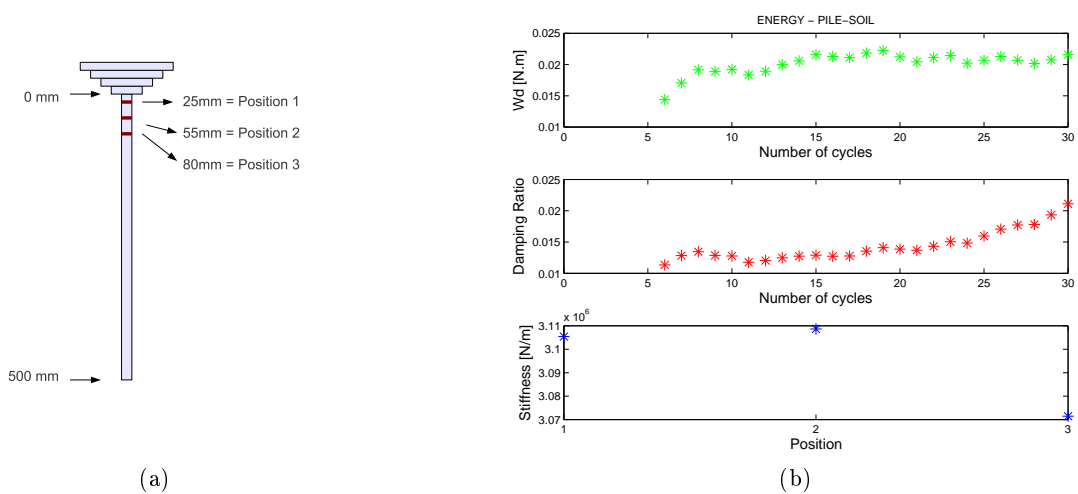 0 mm
25mm = Position 1
55mm = Position 2
80mm = Position 3
500 mm
(a)
ENERGY - PILE-SOIL
Wd [N.m]
0.025
0.02
0.015
0.01
0 5 10 15 20 25 30
Number of cycles
Damping Ratio
0.025
0.02
0.015
0.01
0 5 10 15 20 25 30
Number of cycles
Stiffness [N/m]
x 10^6
3.11
3.1
3.09
3.08
3.07
1 2 3
Position
(b)